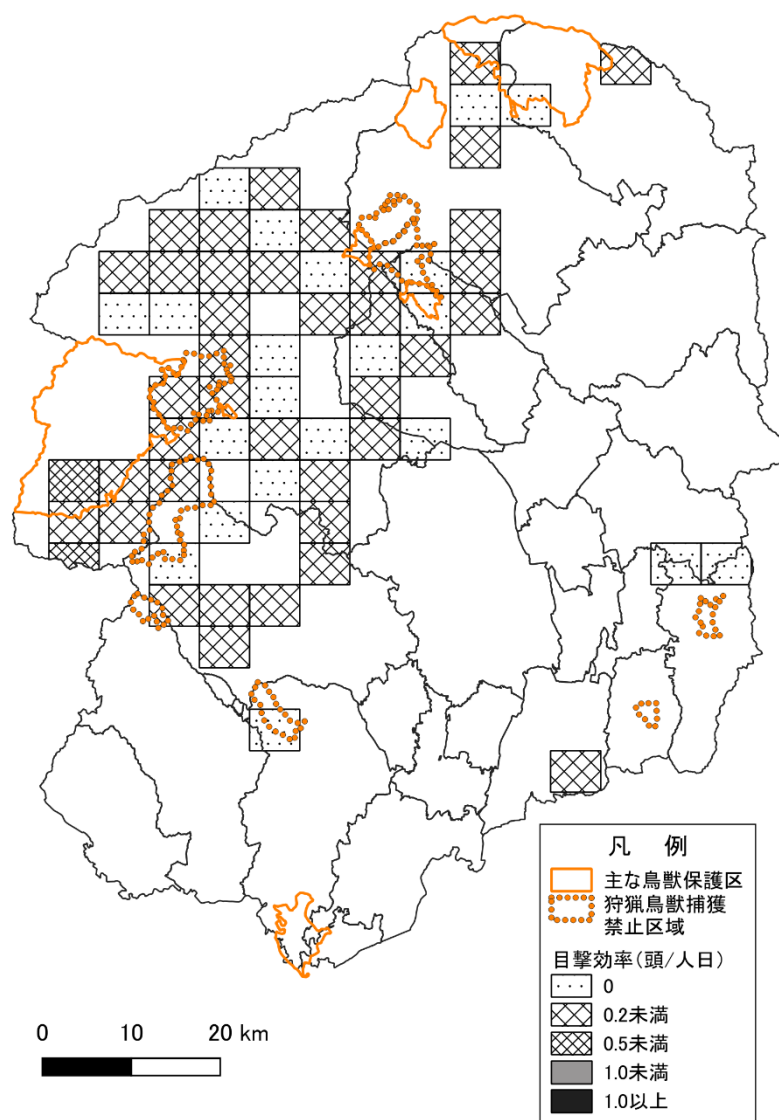 凡 例
主な鳥獣保護区
狩猟鳥獣捕獲
禁止区域
目撃効率(頭/人日)
0
0.2未満
0.5未満
1.0未満
1.0以上
0 10 20 km